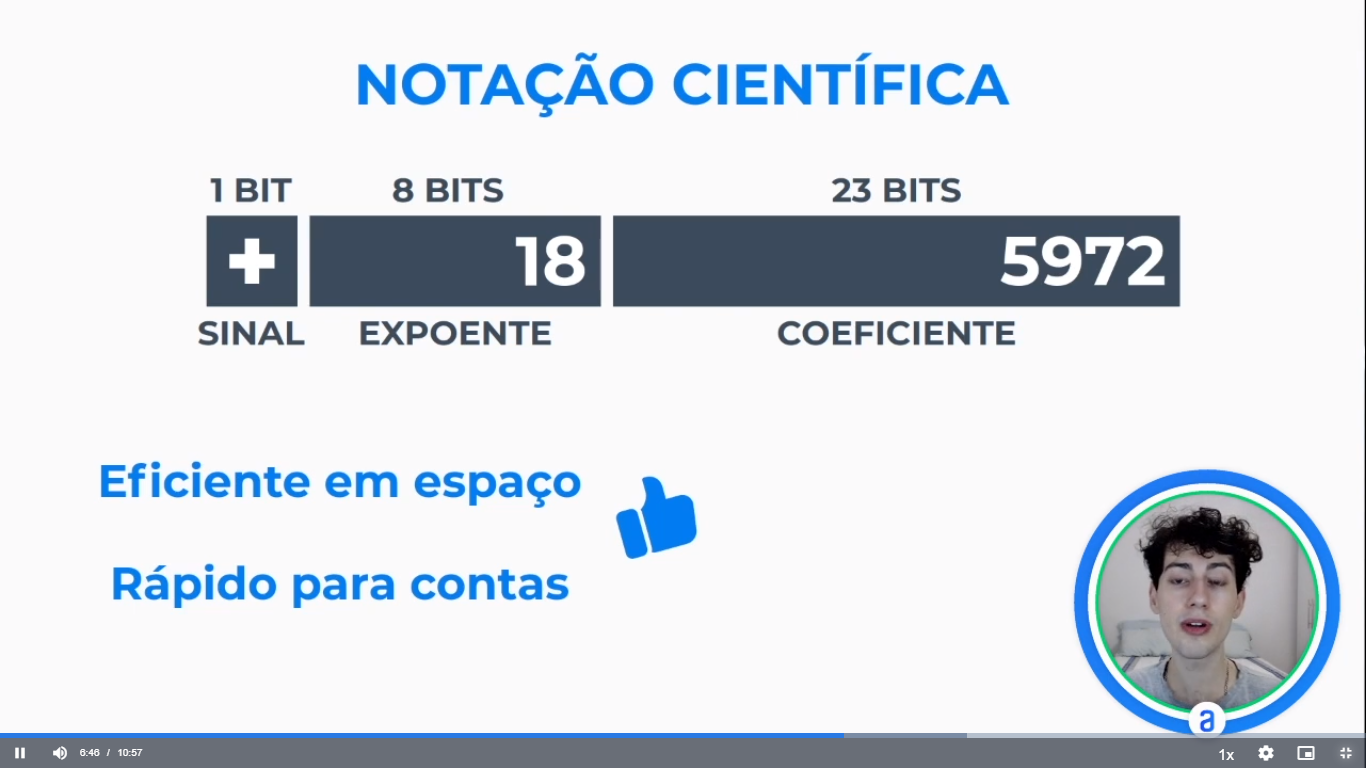 NOTAÇÃO CIENTÍFICA
1 BIT 8 BITS 23 BITS
+ 18 5972
SINAL EXPOENTE COEFICIENTE
Eficiente em espaço
Rápido para contas
a
6:46 / 10:57 1x